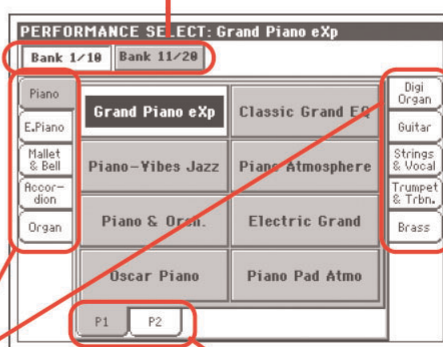 PERFORMANCE SELECT: Grand Piano eXp
Bank 1/10 Bank 11/20
Piano
E.Piano
Mallet
& Bell
Accor-
dion
Organ
Grand Piano eXp Classic Grand EQ
Piano-Vibes Jazz Piano Atmosphere
Piano & Orch. Electric Grand
Oscar Piano Piano Pad Atmo
Digi
Organ
Guitar
Strings
& Vocal
Trumpet
& Trbn.
Brass
P1 P2